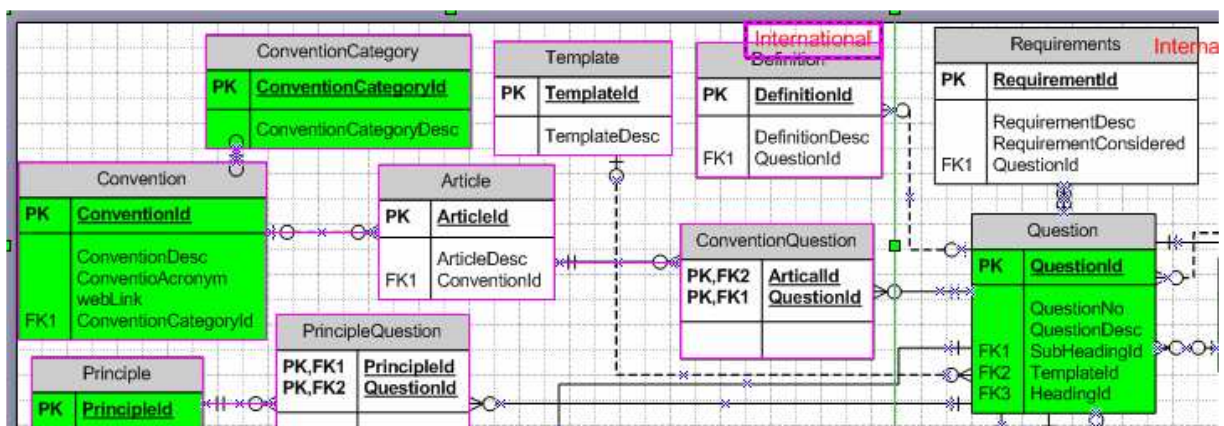 ConventionCategory
PK ConventionCategoryId
ConventionCategoryDesc
Template
PK TemplateId
TemplateDesc
International
Definition
PK DefinitionId
DefinitionDesc
FK1 QuestionId
Requirements
PK RequirementId
RequirementDesc
RequirementConsidered
FK1 QuestionId
Interna
Convention
PK ConventionId
ConventionDesc
ConventioAcronym
webLink
FK1 ConventionCategoryId
Article
PK ArticleId
ArticleDesc
FK1 ConventionId
ConventionQuestion
PK,FK2 ArticalId
PK,FK1 QuestionId
Question
PK QuestionId
QuestionNo
QuestionDesc
FK1 SubHeadingId
FK2 TemplateId
FK3 HeadingId
PrincipleQuestion
PK,FK1 PrincipleId
PK,FK2 QuestionId
Principle
PK PrincipleId